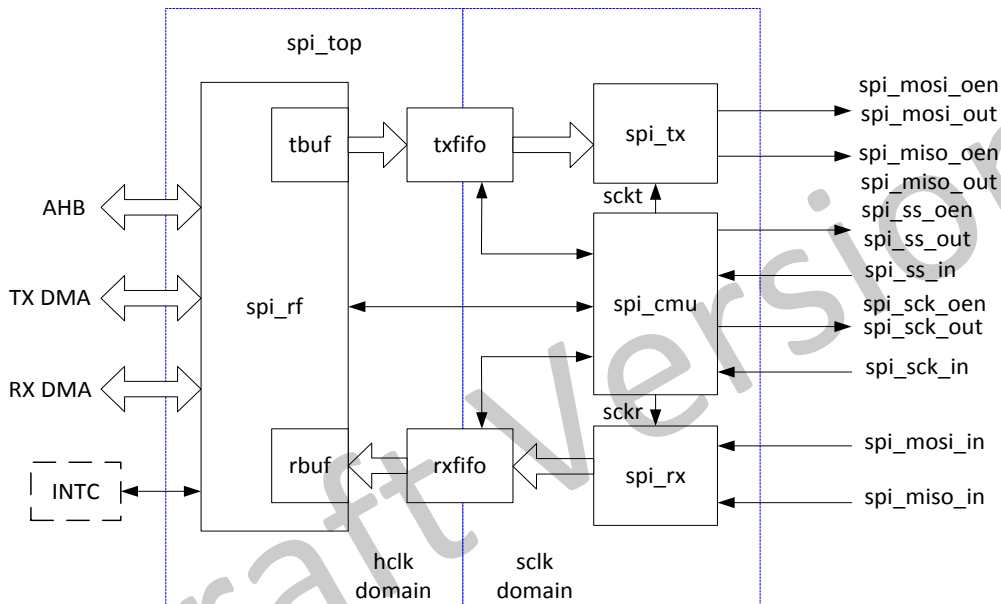 spi_top
tbuf
txfifo
spi_tx
spi_mosi_oen
spi_mosi_out
spi_miso_oen
spi_miso_out
sckt
AHB
TX DMA
RX DMA
INTC
spi_rf
spi_cmu
spi_ss_oen
spi_ss_out
spi_ss_in
spi_sck_oen
spi_sck_out
spi_sck_in
sckr
rbuf
rxfifo
spi_rx
spi_mosi_in
spi_miso_in
hclk
domain
sclk
domain
raft Version